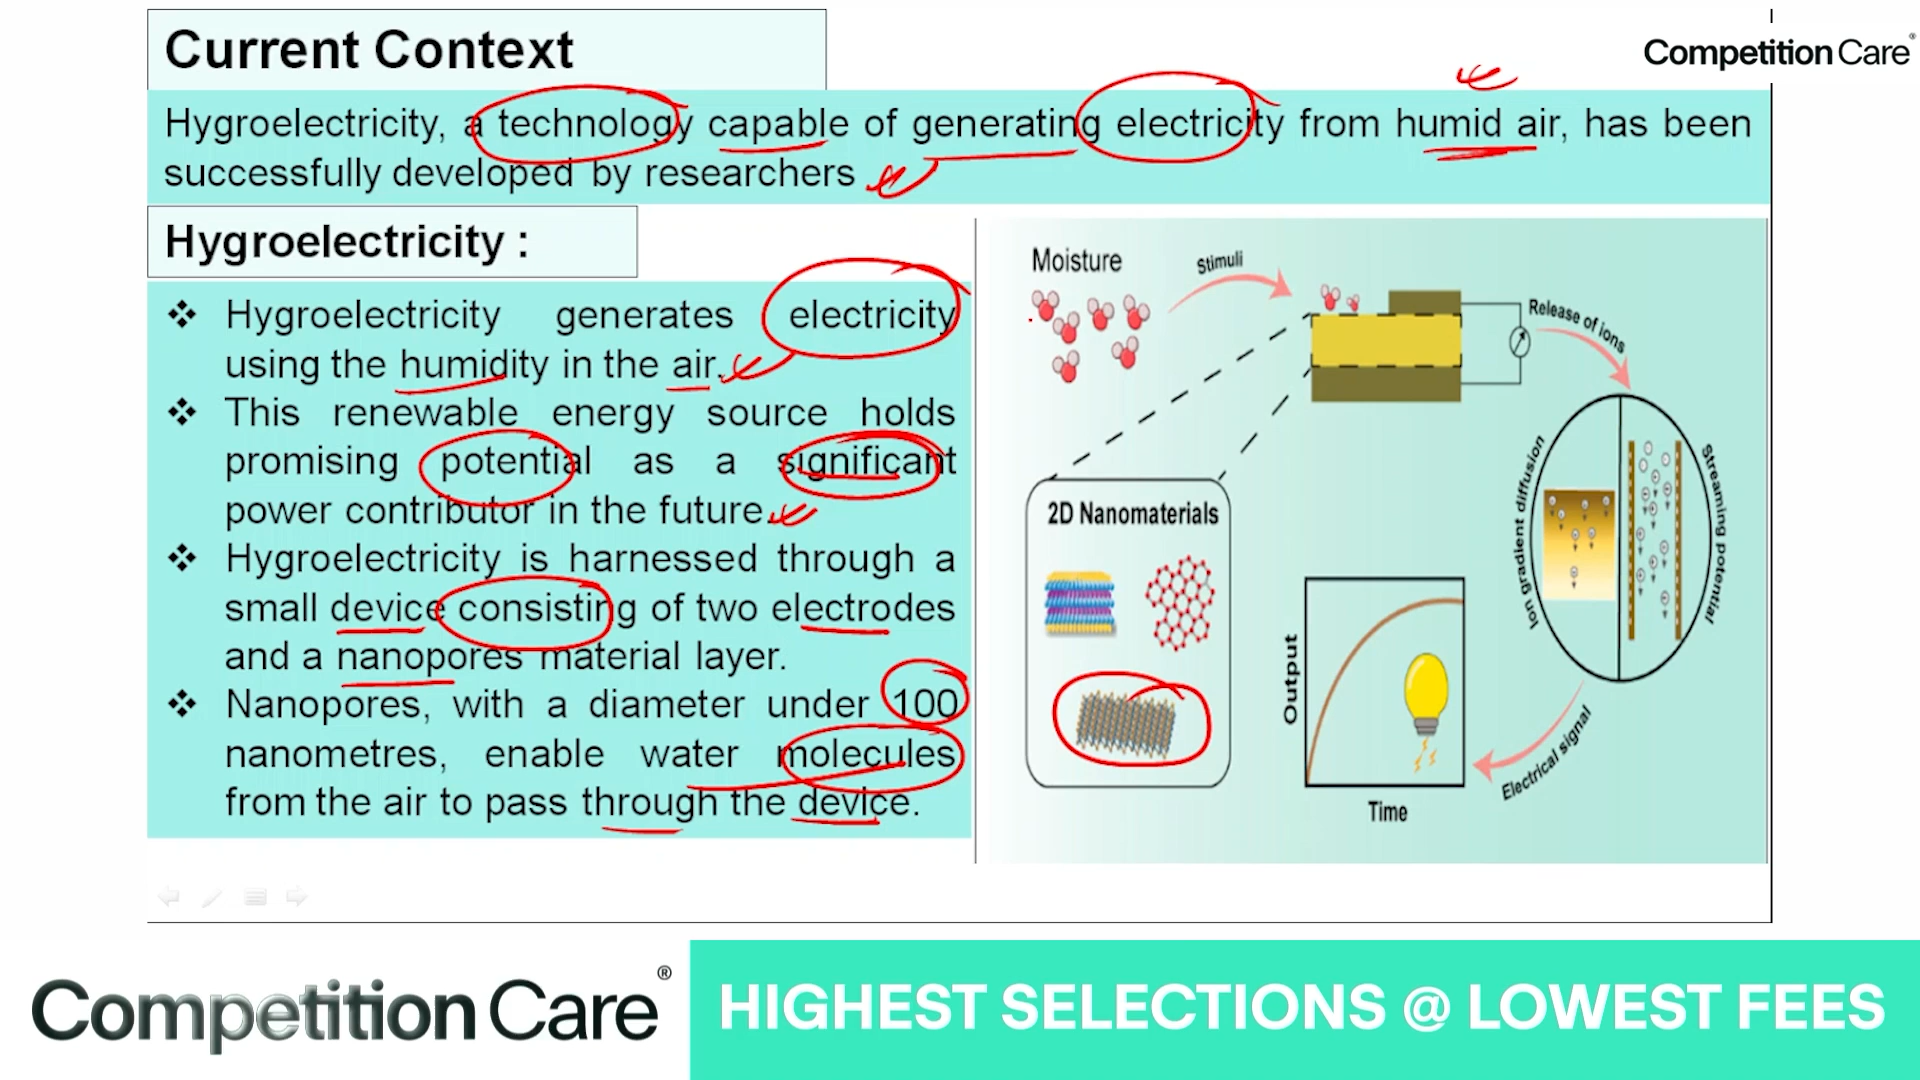 Current Context
Competition Care®
Hygroelectricity, a technology capable of generating electricity from humid air, has been
successfully developed by researchers
Hygroelectricity :
❖ Hygroelectricity generates electricity
using the humidity in the air.
❖ This renewable energy source holds
promising potential as a significant
power contributor in the future.
❖ Hygroelectricity is harnessed through a
small device consisting of two electrodes
and a nanopores material layer.
❖ Nanopores, with a diameter under 100
nanometres, enable water molecules
from the air to pass through the device.
Moisture
Stimuli
Release of ions
2D Nanomaterials
Ion gradient diffusion
Streaming potential
Output
Time
Electrical signal
Competition Care®
HIGHEST SELECTIONS @ LOWEST FEES